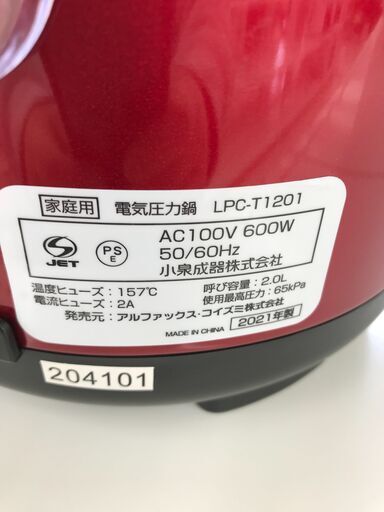 家庭用 電気圧力鍋 LPC-T1201
JET
PS
E
AC100V 600W
50/60Hz
小泉成器株式会社
温度ヒューズ：157℃ 呼び容量：2.0L
電流ヒューズ：2A 使用最高圧力：65kPa
発売元：アルファックス・コイズミ株式会社
MADE IN CHINA 2021年製
204101